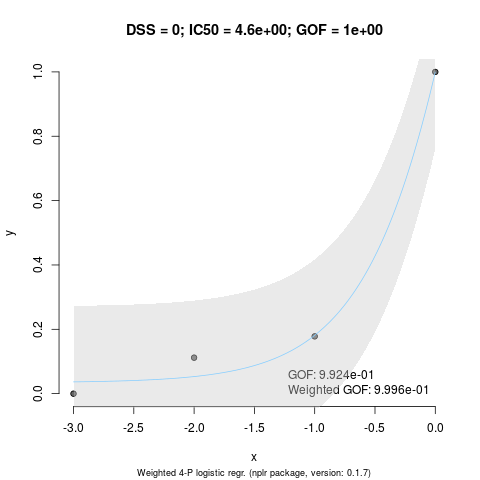 DSS = 0; IC50 = 4.6e+00; GOF = 1e+00
1.0
0.8
0.6
0.4
0.2
0.0
y
GOF: 9.924e-01
Weighted GOF: 9.996e-01
-3.0 -2.5 -2.0 -1.5 -1.0 -0.5 0.0
x
Weighted 4-P logistic regr. (nplr package, version: 0.1.7)